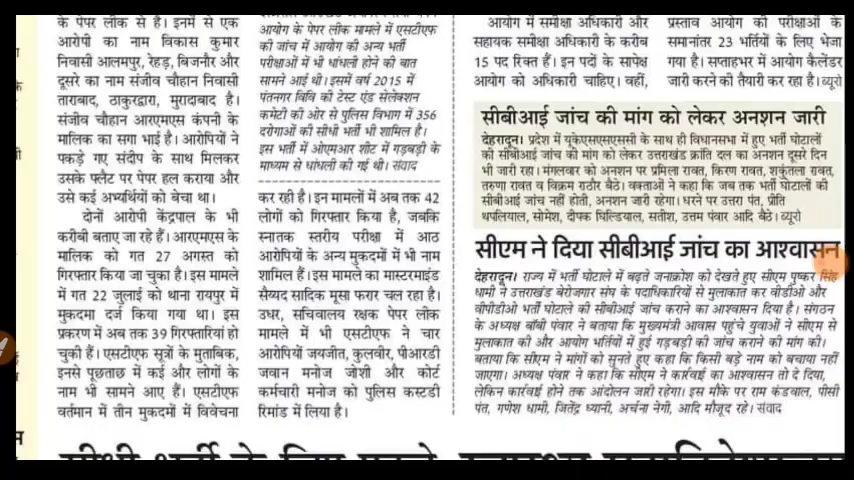 के पेपर लीक से है। इनमें से एक
आरोपी का नाम विकास कुमार
निवासी आलमपुर, रेहड़, बिजनौर और
दूसरे का नाम संजीव चौहान निवासी
ताराबाद, ठाकुरद्वारा, मुरादाबाद है।
संजीव चौहान आरएमएस कंपनी के
मालिक का सगा भाई है। आरोपियों ने
पकड़े गए संदीप के साथ मिलकर
उसके फ्लैट पर पेपर हल कराया और
उसे कई अभ्यर्थियों को बेचा था।
दोनों आरोपी केंद्रपाल के भी
करीबी बताए जा रहे हैं। आरएमएस के
मालिक को गत 27 अगस्त को
गिरफ्तार किया जा चुका है। इस मामले
में गत 22 जुलाई को थाना रायपुर में
मुकदमा दर्ज किया गया था। इस
प्रकरण में अब तक 39 गिरफ्तारियां हो
चुकी हैं। एसटीएफ सूत्रों के मुताबिक,
इनसे पूछताछ में कई और लोगों के
नाम भी सामने आए हैं। एसटीएफ
वर्तमान में तीन मुकदमों में विवेचना
आयोग के पेपर लीक मामले में एसटीएफ
की जांच में आयोग की अन्य भर्ती
परीक्षाओं में भी धांधली होने की बात
सामने आई थी। इसमें वर्ष 2015 में
पंतनगर विवि की टेस्ट एंड सेलेक्शन
कमेटी की ओर से पुलिस विभाग में 356
दरोगाओं की सीधी भर्ती भी शामिल है।
इस भर्ती में ओएमआर शीट में गड़बड़ी के
माध्यम से धांधली की गई थी। संवाद
कर रही है। इन मामलों में अब तक 42
लोगों को गिरफ्तार किया है, जबकि
स्नातक स्तरीय परीक्षा में आठ
आरोपियों के अन्य मुकदमों में भी नाम
शामिल हैं। इस मामले का मास्टरमाइंड
सैय्यद सादिक मूसा फरार चल रहा है।
उधर, सचिवालय रक्षक पेपर लीक
मामले में भी एसटीएफ ने चार
आरोपियों जयजीत, कुलवीर, पीआरडी
जवान मनोज जोशी और कोर्ट
कर्मचारी मनोज को पुलिस कस्टडी
रिमांड में लिया है।
आयोग में समीक्षा अधिकारी और
सहायक समीक्षा अधिकारी के करीब
15 पद रिक्त हैं। इन पदों के सापेक्ष
आयोग को अधिकारी चाहिए। वहीं,
प्रस्ताव आयोग की परीक्षाओं के
समानांतर 23 भर्तियों के लिए भेजा
गया है। सप्ताहभर में आयोग कैलेंडर
जारी करने की तैयारी कर रहा है। ब्यूरो
सीबीआई जांच की मांग को लेकर अनशन जारी
देहरादून। प्रदेश में यूकेएसएसएससी के साथ ही विधानसभा में हुए भर्ती घोटालों
की सीबीआई जांच की मांग को लेकर उत्तराखंड क्रांति दल का अनशन दूसरे दिन
भी जारी रहा। मंगलवार को अनशन पर प्रमिला रावत, किरण रावत, शकुंतला रावत,
तरुणा रावत व विक्रम राठौर बैठे। वक्ताओं ने कहा कि जब तक भर्ती घोटालों की
सीबीआई जांच नहीं होती, अनशन जारी रहेगा। धरने पर उत्तरा पंत, प्रीति
थपलियाल, सोमेश, दीपक घिल्डियाल, सतीश, उत्तम पंवार आदि बैठे। ब्यूरो
सीएम ने दिया सीबीआई जांच का आश्वासन
देहरादून। राज्य में भर्ती घोटाले में बढ़ते जनाक्रोश को देखते हुए सीएम पुष्कर सिंह
धामी ने उत्तराखंड बेरोजगार संघ के पदाधिकारियों से मुलाकात कर वीडीओ और
वीपीडीओ भर्ती घोटाले की सीबीआई जांच कराने का आश्वासन दिया है। संगठन
के अध्यक्ष बॉबी पंवार ने बताया कि मुख्यमंत्री आवास पहुंचे युवाओं ने सीएम से
मुलाकात की और आयोग भर्तियों में हुई गड़बड़ी की जांच कराने की मांग की।
बताया कि सीएम ने मांगों को सुनते हुए कहा कि किसी बड़े नाम को बचाया नहीं
जाएगा। अध्यक्ष पंवार ने कहा कि सीएम ने कार्रवाई का आश्वासन तो दे दिया,
लेकिन कार्रवाई होने तक आंदोलन जारी रहेगा। इस मौके पर राम कंडवाल, पीसी
पंत, गणेश धामी, जितेंद्र ध्यानी, अर्चना नेगी, आदि मौजूद रहे। संवाद